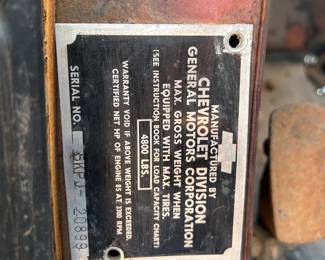 MANUFACTURED BY
CHEVROLET DIVISION
GENERAL MOTORS CORPORATION
MAX. GROSS WEIGHT WHEN
EQUIPPED WITH MAX. TIRES.
(SEE INSTRUCTION BOOK FOR LOAD CAPACITY CHART)
4800 LBS.
WARRANTY VOID IF ABOVE WEIGHT IS EXCEEDED.
CERTIFIED NET HP OF ENGINE 85 AT 3300 RPM
SERIAL NO. 20899